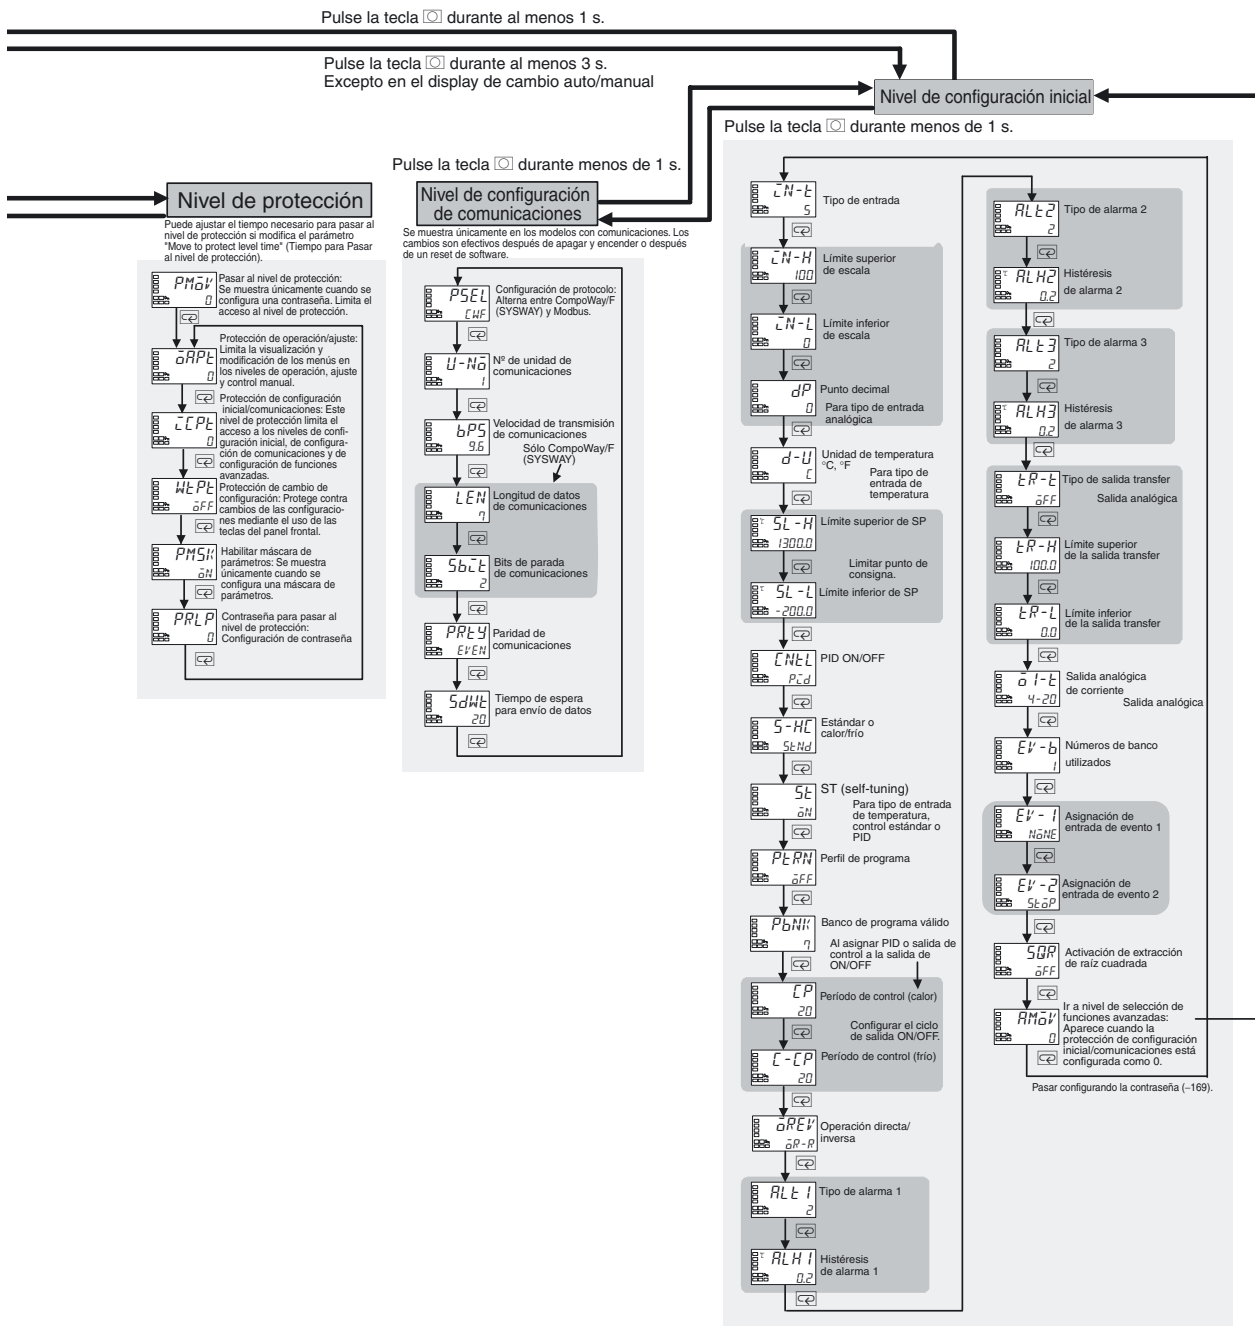 Pulse la tecla durante al menos 1 s.
Pulse la tecla durante al menos 3 s.
Excepto en el display de cambio auto/manual
Nivel de configuración inicial
Pulse la tecla durante menos de 1 s.
Pulse la tecla durante menos de 1 s.
Nivel de protección
Puede ajustar el tiempo necesario para pasar al
nivel de protección si modifica el parámetro
"Move to protect level time" (Tiempo para Pasar
al nivel de protección).
PMoV
0
Pasar al nivel de protección:
Se muestra únicamente cuando se
configura una contraseña. Limita el
acceso al nivel de protección.
oAPt
0
Protección de operación/ajuste:
Limita la visualización y
modificación de los menús en
los niveles de operación, ajuste
y control manual.
iCPt
0
Protección de configuración
inicial/comunicaciones: Este
nivel de protección limita el
acceso a los niveles de confi-
guración inicial, de configura-
ción de comunicaciones y de
configuración de funciones
avanzadas.
WtPt
oFF
Protección de cambio de
configuración: Protege contra
cambios de las configuracio-
nes mediante el uso de las
teclas del panel frontal.
PMSK
oN
Habilitar máscara de
parámetros: Se muestra
únicamente cuando se
configura una máscara de
parámetros.
PRLP
0
Contraseña para pasar al
nivel de protección:
Configuración de contraseña
Nivel de configuración
de comunicaciones
Se muestra únicamente en los modelos con comunicaciones. Los
cambios son efectivos después de apagar y encender o después
de un reset de software.
PSEL
CWF
Configuración de protocolo:
Alterna entre CompoWay/F
(SYSWAY) y Modbus.
U-No
1
Nº de unidad de
comunicaciones
bPS
9.6
Velocidad de transmisión
de comunicaciones
Sólo CompoWay/F
(SYSWAY)
LEN
7
Longitud de datos
de comunicaciones
Sbit
2
Bits de parada
de comunicaciones
PRtY
EVEN
Paridad de
comunicaciones
SdWt
20
Tiempo de espera
para envío de datos
iN-t
5
Tipo de entrada
iN-H
100
Límite superior
de escala
iN-L
0
Límite inferior
de escala
dP
0
Punto decimal
Para tipo de entrada
analógica
d-U
C
Unidad de temperatura
°C, °F
Para tipo de
entrada de
temperatura
SL-H
1300.0
Límite superior de SP
Limitar punto de
consigna.
SL-L
-200.0
Límite inferior de SP
CNtL
Pid
PID ON/OFF
S-HC
StNd
Estándar o
calor/frío
St
oN
ST (self-tuning)
Para tipo de entrada
de temperatura,
control estándar o
PID
PtRN
oFF
Perfil de programa
PbNK
7
Banco de programa válido
Al asignar PID o salida de
control a la salida de
ON/OFF
CP
20
Período de control (calor)
Configurar el ciclo
de salida ON/OFF.
C-CP
20
Período de control (frío)
oREV
oR-R
Operación directa/
inversa
ALt1
2
Tipo de alarma 1
ALH1
0.2
Histéresis
de alarma 1
ALt2
2
Tipo de alarma 2
ALH2
0.2
Histéresis
de alarma 2
ALt3
2
Tipo de alarma 3
ALH3
0.2
Histéresis
de alarma 3
tR-t
oFF
Tipo de salida transfer
Salida analógica
tR-H
100.0
Límite superior
de la salida transfer
tR-L
0.0
Límite inferior
de la salida transfer
o1-t
4-20
Salida analógica
de corriente
Salida analógica
EV-b
1
Números de banco
utilizados
EV-1
NoNE
Asignación de
entrada de evento 1
EV-2
StoP
Asignación de
entrada de evento 2
SQR
oFF
Activación de extracción
de raíz cuadrada
AMoV
0
Ir a nivel de selección de
funciones avanzadas:
Aparece cuando la
protección de configuración
inicial/comunicaciones está
configurada como 0.
Pasar configurando la contraseña (–169).